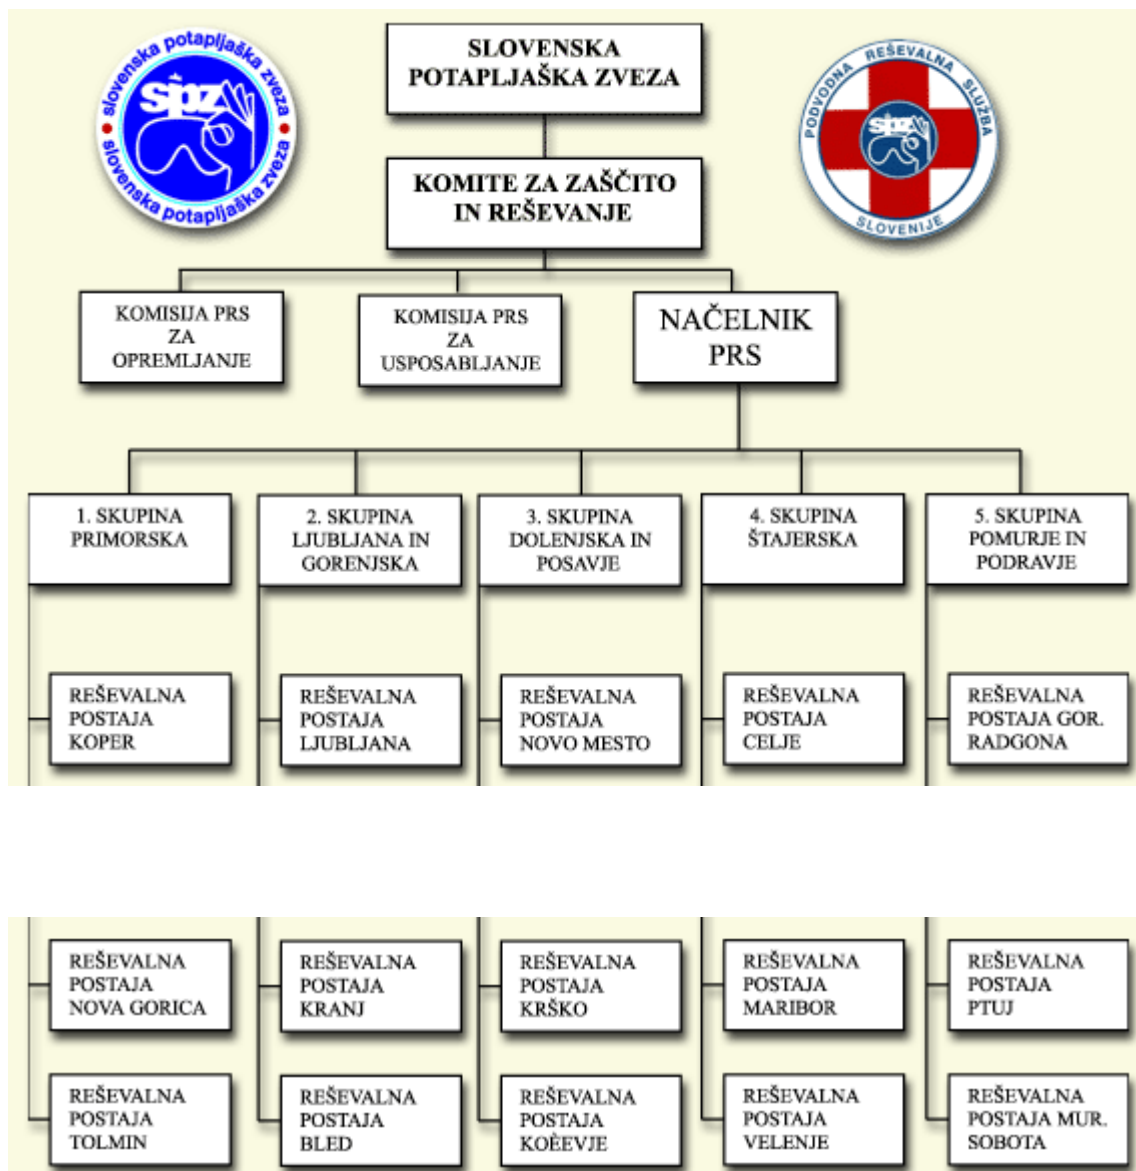 slovenska potapljaška zveza
slovenska potapljaška zveza
špz
SLOVENSKA
POTAPLJAŠKA ZVEZA
PODVODNA REŠEVALNA SLUŽBA
SLOVENIJE
špz
KOMITE ZA ZAŠČITO
IN REŠEVANJE
KOMISIJA PRS
ZA
OPREMLJANJE
KOMISIJA PRS
ZA
USPOSABLJANJE
NAČELNIK
PRS
1. SKUPINA
PRIMORSKA
2. SKUPINA
LJUBLJANA IN
GORENJSKA
3. SKUPINA
DOLENJSKA IN
POSAVJE
4. SKUPINA
ŠTAJERSKA
5. SKUPINA
POMURJE IN
PODRAVJE
REŠEVALNA
POSTAJA
KOPER
REŠEVALNA
POSTAJA
LJUBLJANA
REŠEVALNA
POSTAJA
NOVO MESTO
REŠEVALNA
POSTAJA
CELJE
REŠEVALNA
POSTAJA GOR.
RADGONA
REŠEVALNA
POSTAJA
NOVA GORICA
REŠEVALNA
POSTAJA
KRANJ
REŠEVALNA
POSTAJA
KRŠKO
REŠEVALNA
POSTAJA
MARIBOR
REŠEVALNA
POSTAJA
PTUJ
REŠEVALNA
POSTAJA
TOLMIN
REŠEVALNA
POSTAJA
BLED
REŠEVALNA
POSTAJA
KOÈEVJE
REŠEVALNA
POSTAJA
VELENJE
REŠEVALNA
POSTAJA MUR.
SOBOTA